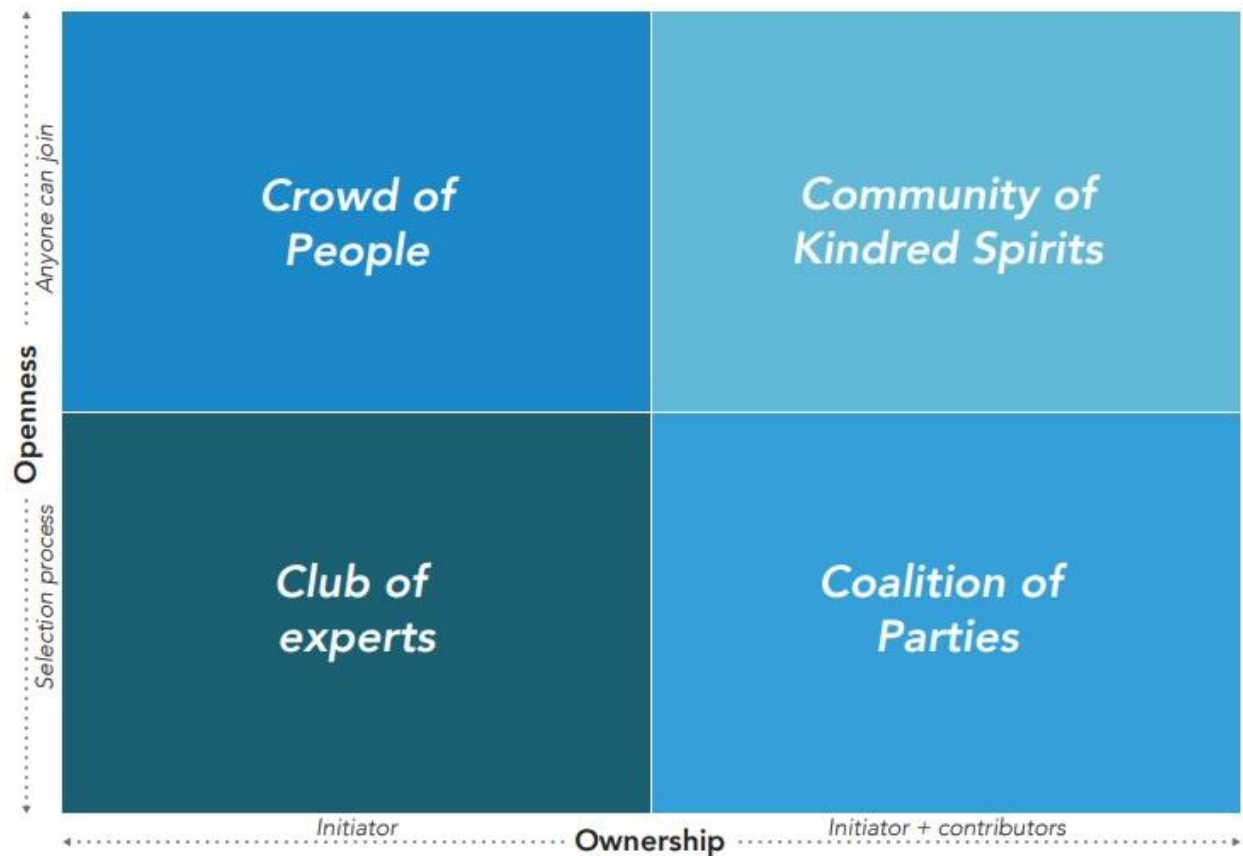 Anyone can join
Openness
Selection process
Crowd of
People
Community of
Kindred Spirits
Club of
experts
Coalition of
Parties
Initiator
Ownership
Initiator + contributors